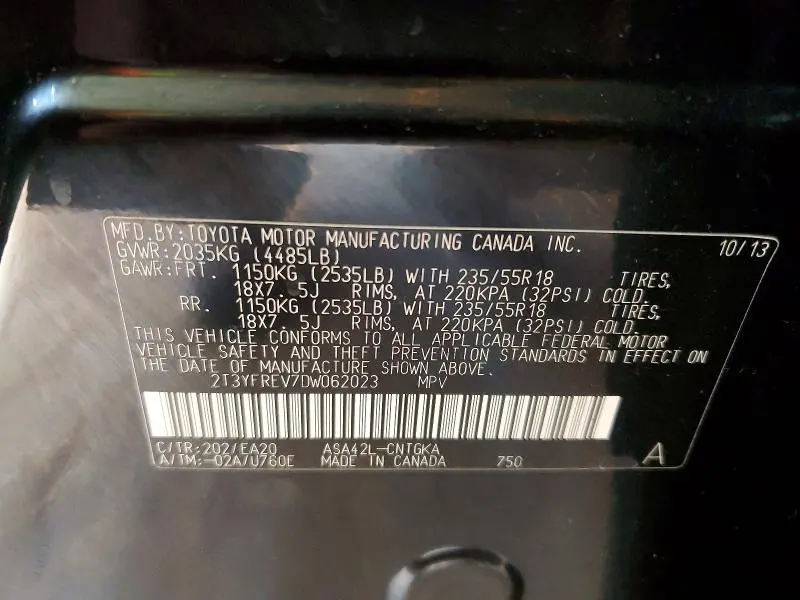 MFD.BY:TOYOTA MOTOR MANUFACTURING CANADA INC. 10/13
GVWR:2035KG (4485LB)
GAWR:FRT. 1150KG (2535LB) WITH 235/55R18 TIRES,
18X7. 5J RIMS, AT 220KPA (32PSI) COLD.
RR. 1150KG (2535LB) WITH 235/55R18 TIRES,
18X7. 5J RIMS, AT 220KPA (32PSI) COLD.
THIS VEHICLE CONFORMS TO ALL APPLICABLE FEDERAL MOTOR
VEHICLE SAFETY AND THEFT PREVENTION STANDARDS IN EFFECT ON
THE DATE OF MANUFACTURE SHOWN ABOVE.
2T3YFREV7DW062023 MPV
C/TR:202/EA20 ASA42L-CNTGKA
A/TM:-02A/U760E MADE IN CANADA 750 A